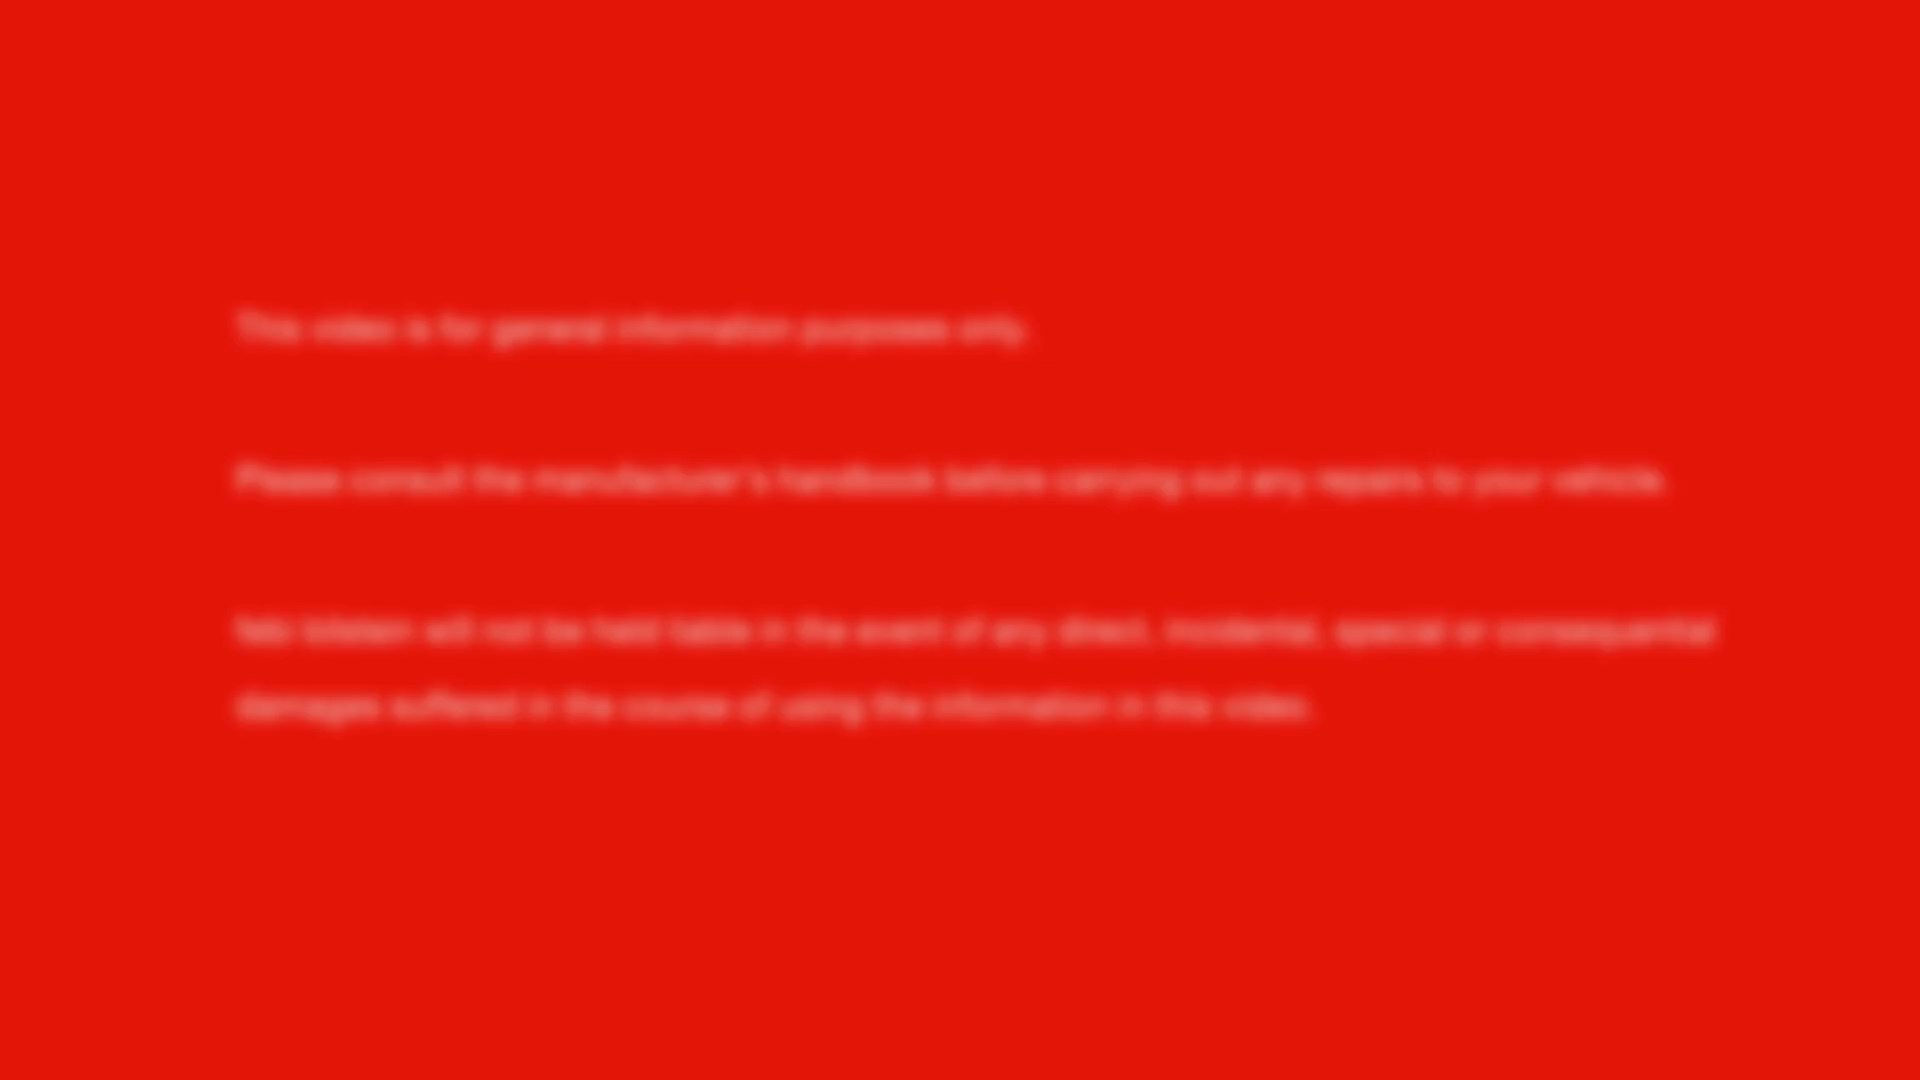 This video is for general information purposes only.
Please consult the manufacturer's handbook before carrying out any repairs to your vehicle.
febi bilstein will not be held liable in the event of any direct, incidental, special or consequential
damages suffered in the course of using the information in this video.